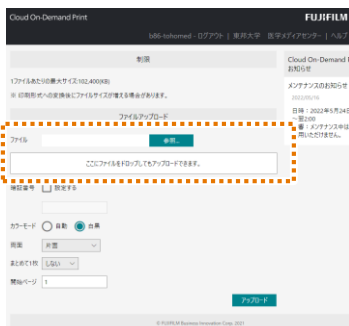 Cloud On-Demand Print
FUJIFILM
b86-tohomed - ログアウト | 東邦大学 医学メディアセンター | ヘルプ
制限
1ファイルあたりの最大サイズ:102,400(KB)
※ 印刷形式への変換後にファイルサイズが増える場合があります。
ファイルアップロード
ファイル
参照...
ここにファイルをドロップしてもアップロードできます。
暗証番号 設定する
カラーモード 自動 白黒
両面 片面
まとめて1枚 しない
開始ページ 1
アップロード
© FUJIFILM Business Innovation Corp. 2021
Cloud On-Demand
お知らせ
メンテナンスのお知らせ
2022/05/16
日時：2022年5月24日
～翌2:00
響：メンテナンス中は
用いただけません。